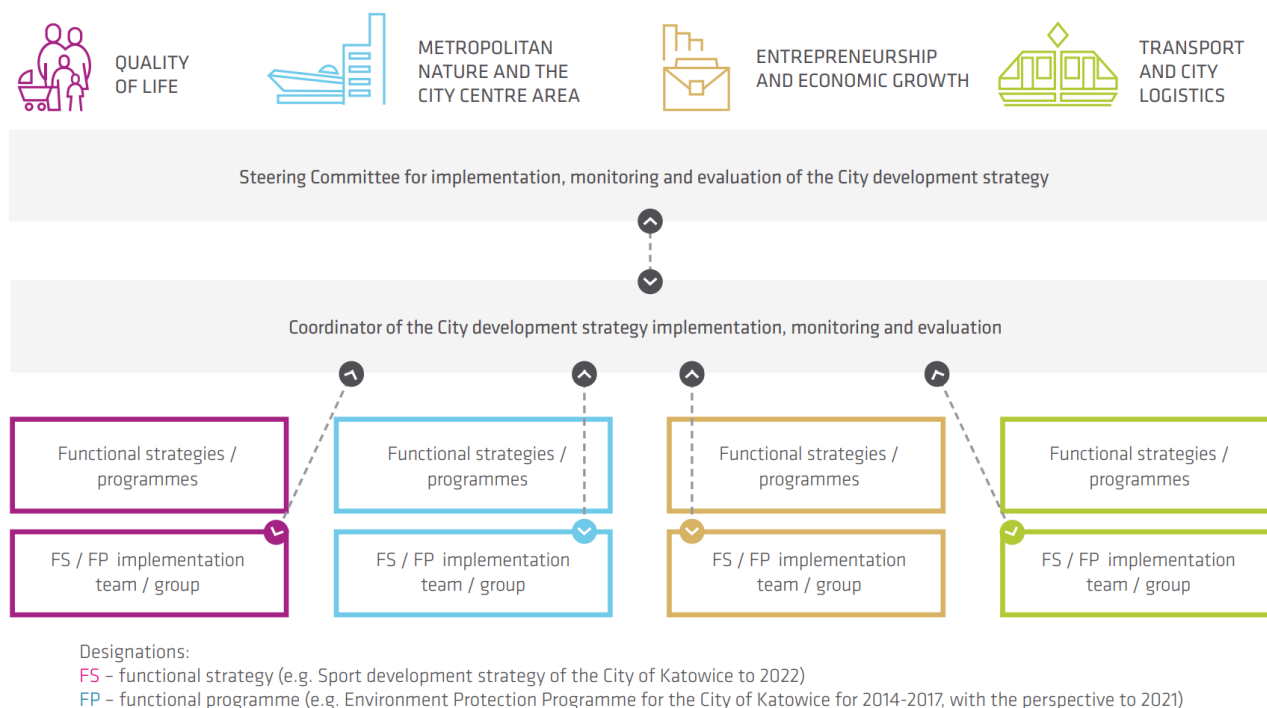 QUALITY
OF LIFE
METROPOLITAN
NATURE AND THE
CITY CENTRE AREA
ENTREPRENEURSHIP
AND ECONOMIC GROWTH
TRANSPORT
AND CITY
LOGISTICS
Steering Committee for implementation, monitoring and evaluation of the City development strategy
Coordinator of the City development strategy implementation, monitoring and evaluation
Functional strategies /
programmes
Functional strategies /
programmes
Functional strategies /
programmes
Functional strategies /
programmes
FS / FP implementation
team / group
FS / FP implementation
team / group
FS / FP implementation
team / group
FS / FP implementation
team / group
Designations:
FS – functional strategy (e.g. Sport development strategy of the City of Katowice to 2022)
FP – functional programme (e.g. Environment Protection Programme for the City of Katowice for 2014-2017, with the perspective to 2021)